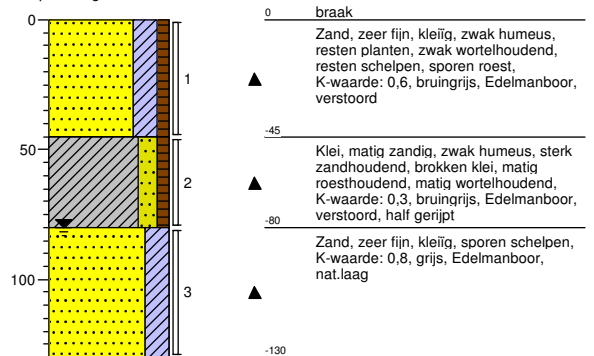 0
50
100
1
2
3
0 braak
Zand, zeer fijn, kleiïg, zwak humeus,
resten planten, zwak wortelhoudend,
resten schelpen, sporen roest,
K-waarde: 0,6, bruingrijs, Edelmanboor,
verstoord
-45
Klei, matig zandig, zwak humeus, sterk
zandhoudend, brokken klei, matig
roesthoudend, matig wortelhoudend,
K-waarde: 0,3, bruingrijs, Edelmanboor,
verstoord, half gerijpt
-80
Zand, zeer fijn, kleiïg, sporen schelpen,
K-waarde: 0,8, grijs, Edelmanboor,
nat.laag
-130